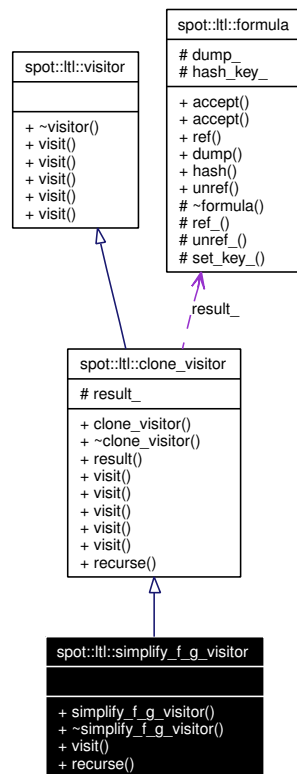 spot::ltl::formula
# dump_
# hash_key_
+ accept()
+ accept()
+ ref()
+ dump()
+ hash()
+ unref()
# ~formula()
# ref_()
# unref_()
# set_key_()
spot::ltl::visitor
+ ~visitor()
+ visit()
+ visit()
+ visit()
+ visit()
+ visit()
result_
spot::ltl::clone_visitor
# result_
+ clone_visitor()
+ ~clone_visitor()
+ result()
+ visit()
+ visit()
+ visit()
+ visit()
+ visit()
+ recurse()
spot::ltl::simplify_f_g_visitor
+ simplify_f_g_visitor()
+ ~simplify_f_g_visitor()
+ visit()
+ recurse()